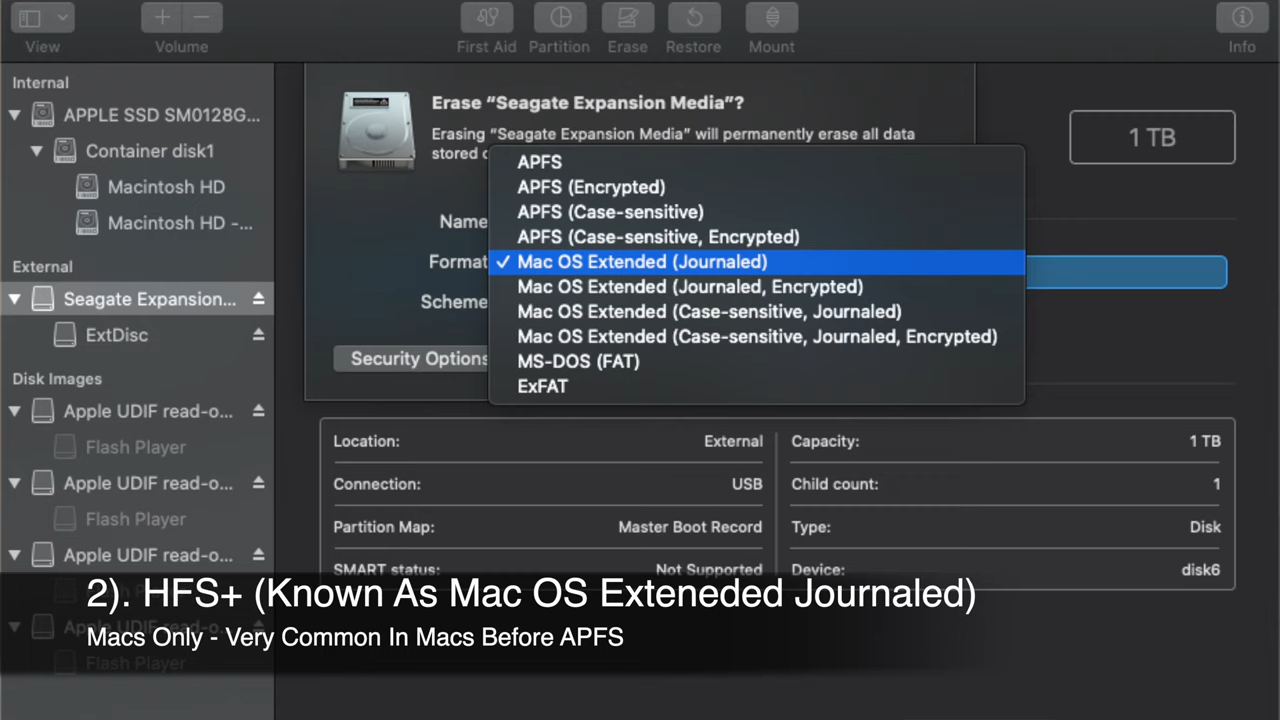 View
Volume
First Aid
Partition
Erase
Restore
Mount
Info
Internal
APPLE SSD SM0128G...
Container disk1
Macintosh HD
Macintosh HD -...
External
Seagate Expansion...
ExtDisc
Disk Images
Apple UDIF read-o...
Flash Player
Apple UDIF read-o...
Flash Player
Apple UDIF read-o...
Flash Player
Erase “Seagate Expansion Media”?
Erasing “Seagate Expansion Media” will permanently erase all data
stored
1 TB
Name
Format
Scheme
Security Options
APFS
APFS (Encrypted)
APFS (Case-sensitive)
APFS (Case-sensitive, Encrypted)
✓ Mac OS Extended (Journaled)
Mac OS Extended (Journaled, Encrypted)
Mac OS Extended (Case-sensitive, Journaled)
Mac OS Extended (Case-sensitive, Journaled, Encrypted)
MS-DOS (FAT)
ExFAT
Location: External
Capacity: 1 TB
Connection: USB
Child count: 1
Partition Map: Master Boot Record
Type: Disk
SMART status: Not Supported
Device: disk6
2). HFS+ (Known As Mac OS Exteneded Journaled)
Macs Only - Very Common In Macs Before APFS